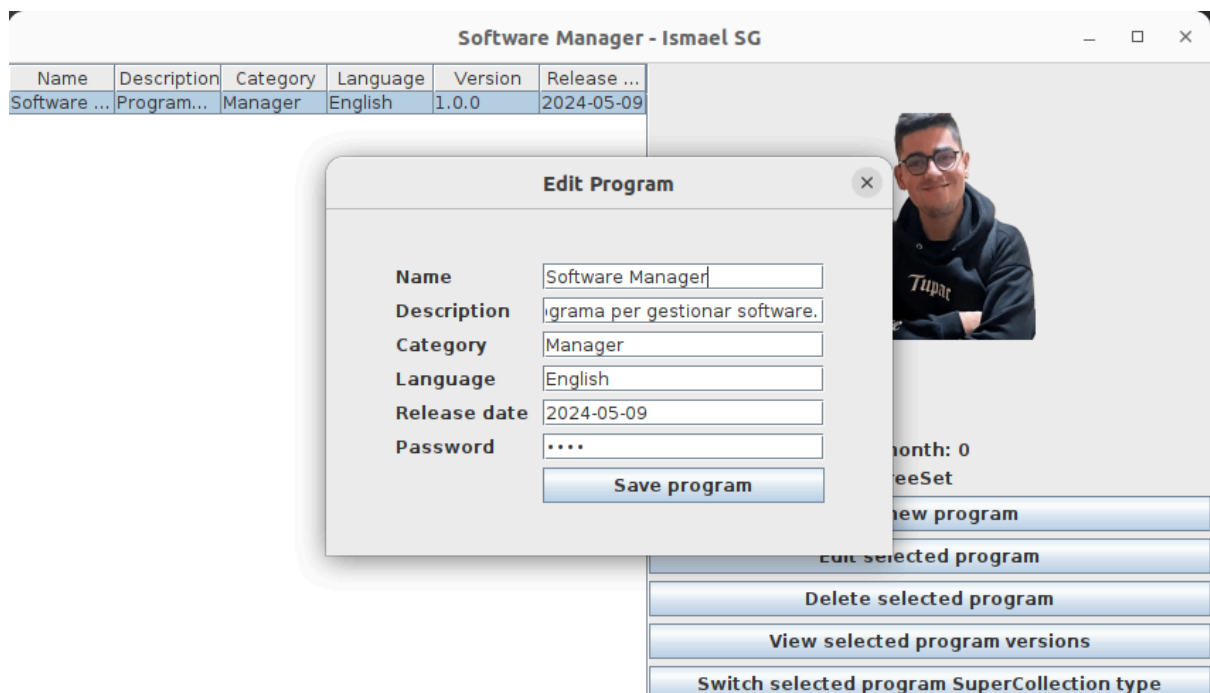 Software Manager - Ismael SG
Name Description Category Language Version Release ...
Software ... Program... Manager English 1.0.0 2024-05-09
Edit Program
Name Software Manager
Description grama per gestionar software.
Category Manager
Language English
Release date 2024-05-09
Password ••••
Save program
Tupac
onth: 0
eeSet
new program
Edit selected program
Delete selected program
View selected program versions
Switch selected program SuperCollection type